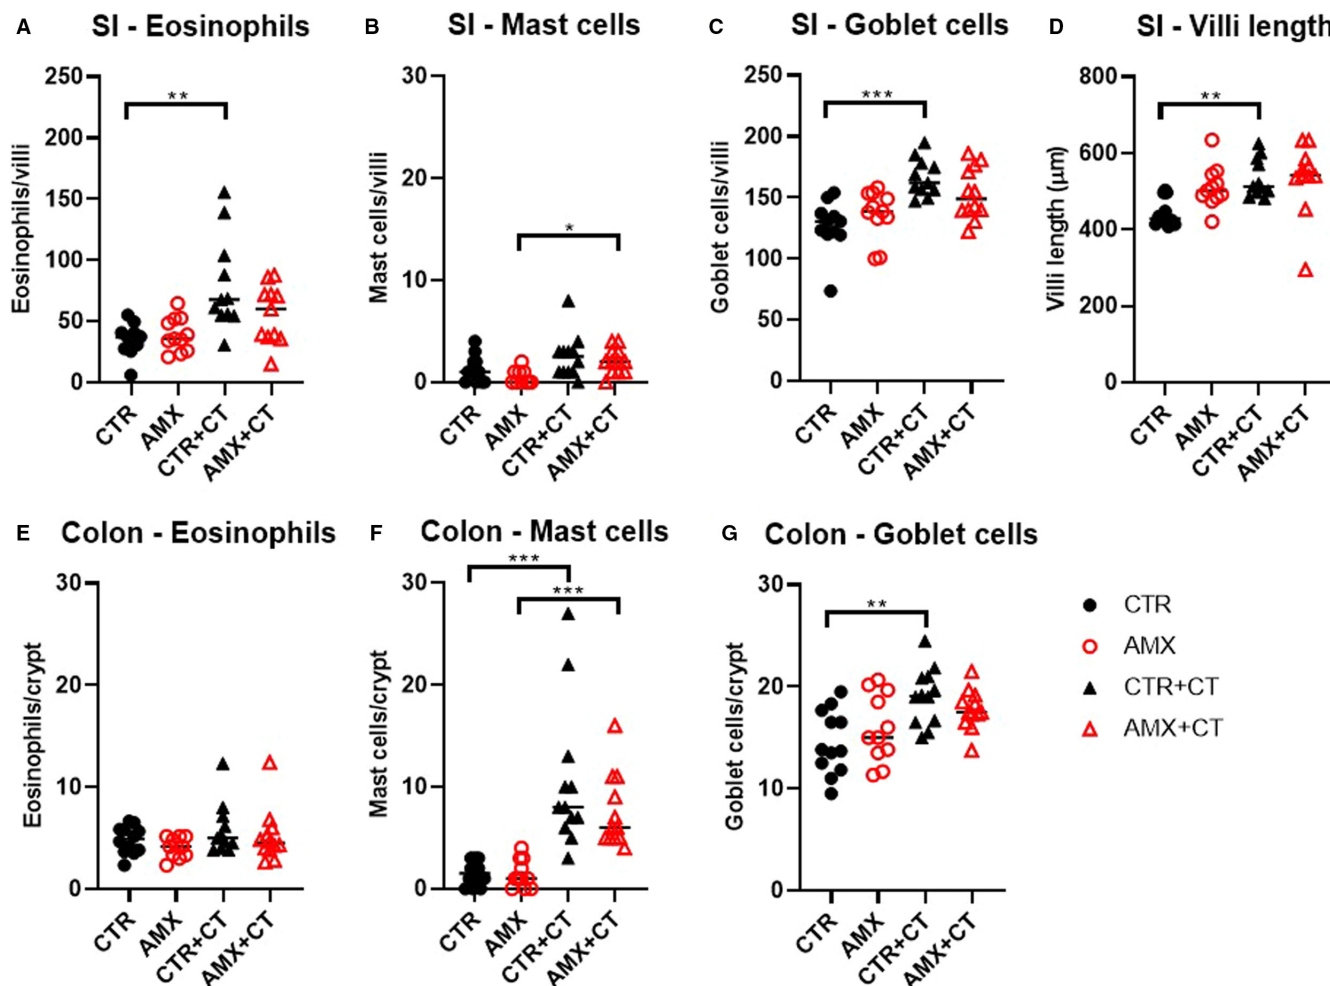 A SI - Eosinophils
250
200
150
100
50
0
Eosinophils/villi
**
CTR
AMX
CTR+CT
AMX+CT
B SI - Mast cells
30
20
10
0
Mast cells/villi
*
CTR
AMX
CTR+CT
AMX+CT
C SI - Goblet cells
250
200
150
100
50
0
Goblet cells/villi
***
CTR
AMX
CTR+CT
AMX+CT
D SI - Villi length
800
600
400
200
0
Villi length (µm)
**
CTR
AMX
CTR+CT
AMX+CT
E Colon - Eosinophils
30
20
10
0
Eosinophils/crypt
CTR
AMX
CTR+CT
AMX+CT
F Colon - Mast cells
30
20
10
0
Mast cells/crypt
***
***
CTR
AMX
CTR+CT
AMX+CT
G Colon - Goblet cells
30
20
10
0
Goblet cells/crypt
**
CTR
AMX
CTR+CT
AMX+CT
CTR
AMX
CTR+CT
AMX+CT